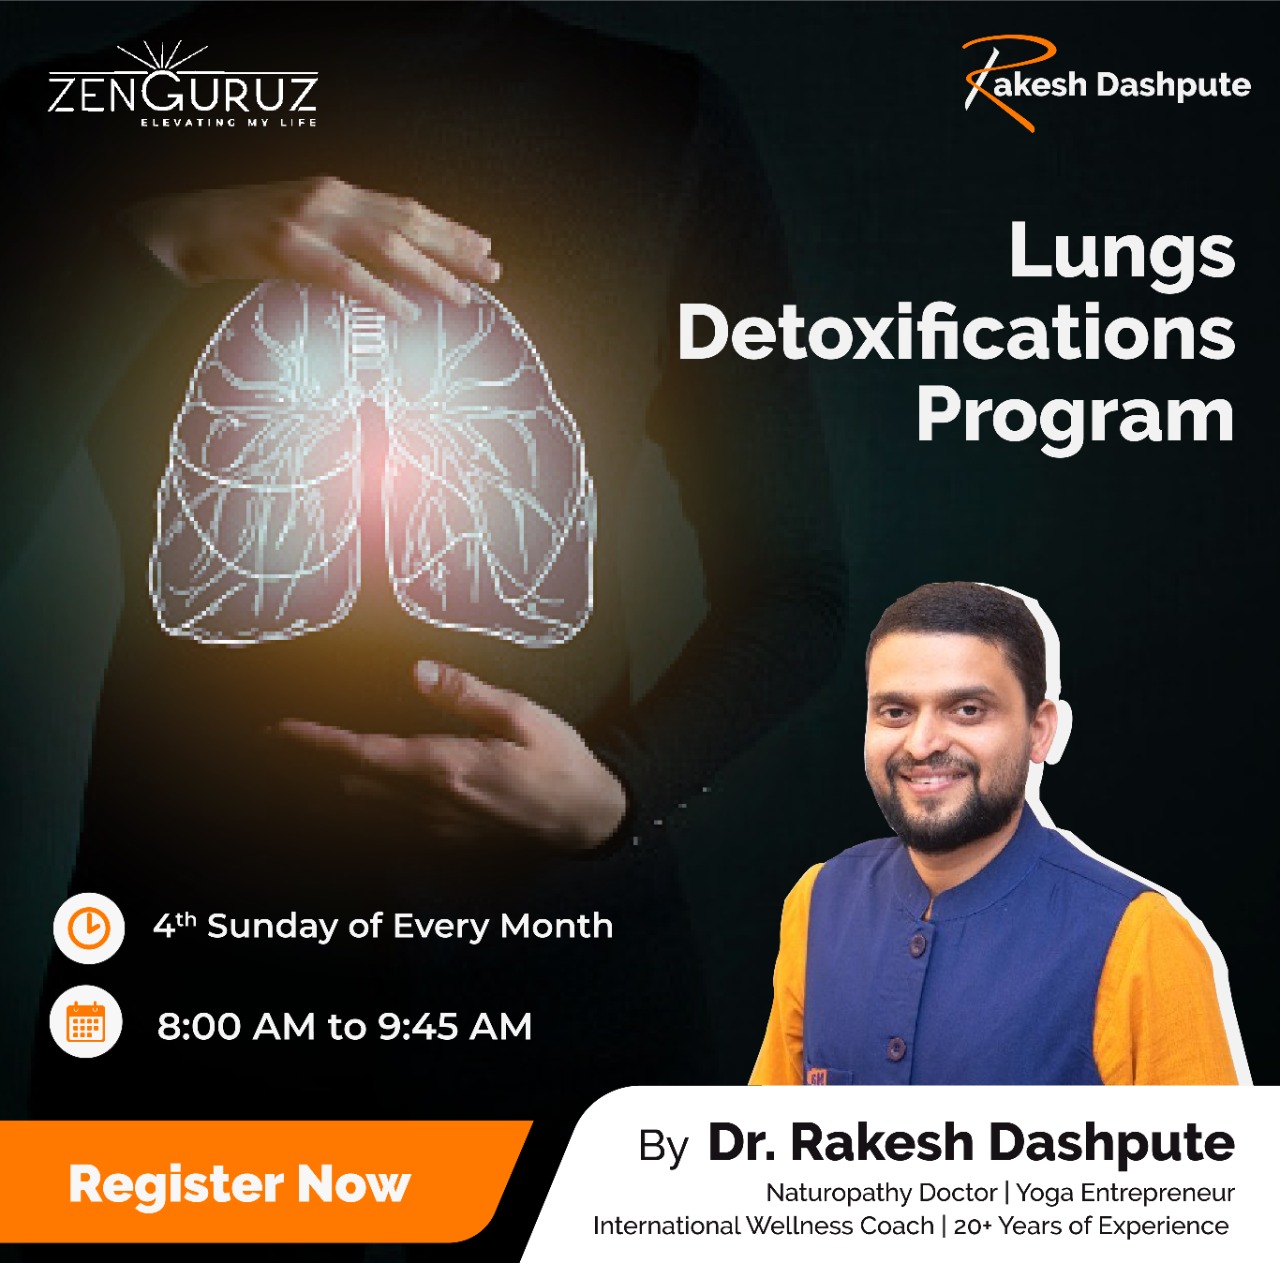 ZENGURUZ
ELEVATING MY LIFE
Rakesh Dashpute
Lungs
Detoxifications
Program
4th Sunday of Every Month
8:00 AM to 9:45 AM
Register Now
By Dr. Rakesh Dashpute
Naturopathy Doctor | Yoga Entrepreneur
International Wellness Coach | 20+ Years of Experience